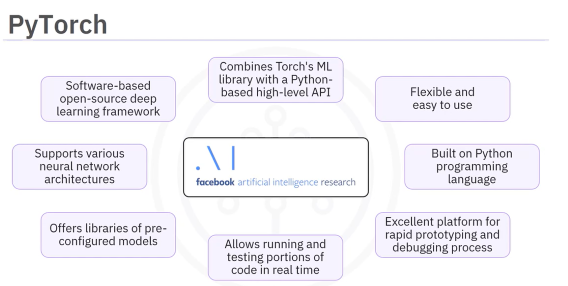 PyTorch
Combines Torch's ML
library with a Python-
based high-level API
Software-based
open-source deep
learning framework
Flexible and
easy to use
Supports various
neural network
architectures
facebook artificial intelligence research
Built on Python
programming
language
Offers libraries of pre-
configured models
Allows running and
testing portions of
code in real time
Excellent platform for
rapid prototyping and
debugging process